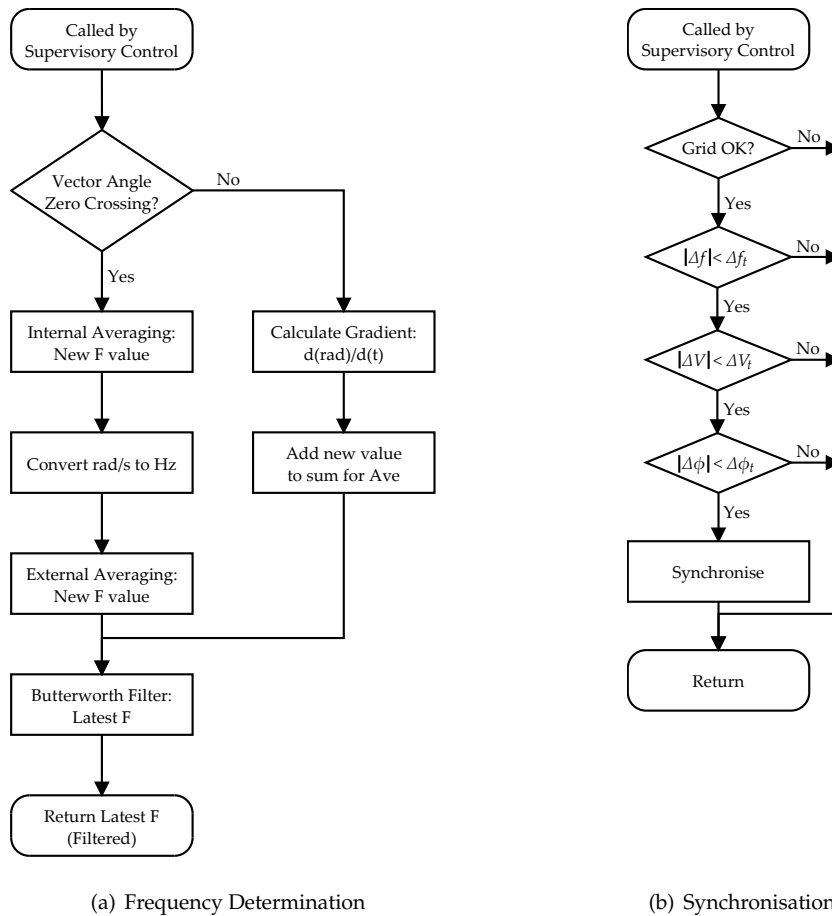 Called by
Supervisory Control
Vector Angle
Zero Crossing?
No
Yes
Internal Averaging:
New F value
Calculate Gradient:
d(rad)/d(t)
Convert rad/s to Hz
Add new value
to sum for Ave
External Averaging:
New F value
Butterworth Filter:
Latest F
Return Latest F
(Filtered)
(a) Frequency Determination
Called by
Supervisory Control
Grid OK?
No
Yes
|Δf| < Δfₜ
No
Yes
|ΔV| < ΔVₜ
No
Yes
|Δϕ| < Δϕₜ
No
Yes
Synchronise
Return
(b) Synchronisation